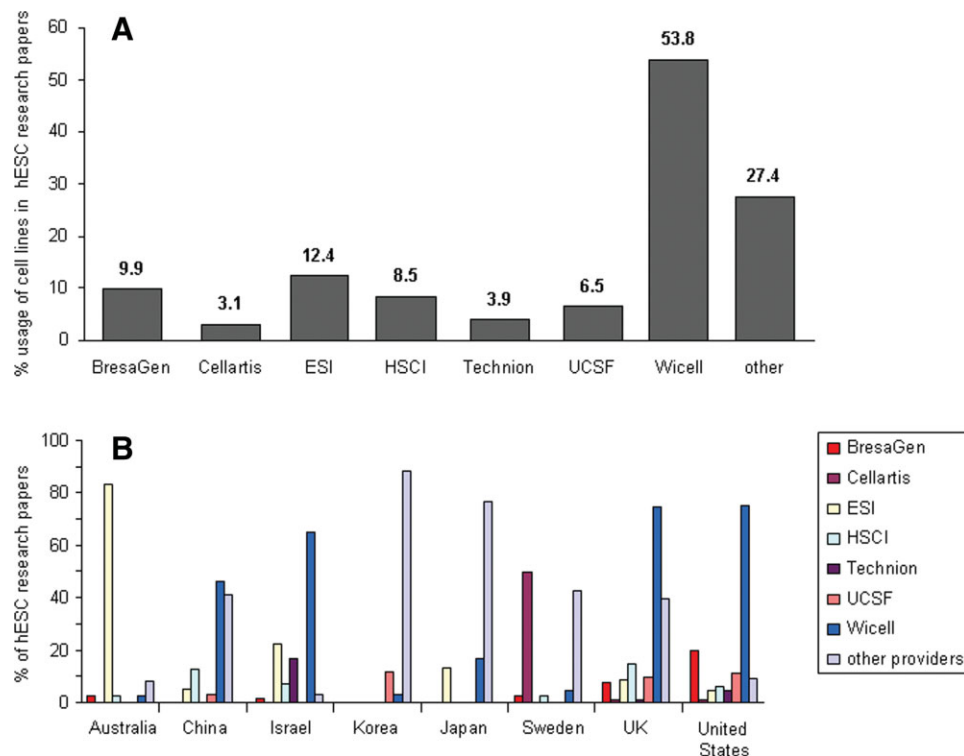 A
% usage of cell lines in hESC research papers
60
50
40
30
20
10
0
9.9
3.1
12.4
8.5
3.9
6.5
53.8
27.4
BresaGen Cellartis ESI HSCI Technion UCSF Wicell other
B
% of hESC research papers
100
80
60
40
20
0
Australia China Israel Korea Japan Sweden UK United
States
BresaGen
Cellartis
ESI
HSCI
Technion
UCSF
Wicell
other providers